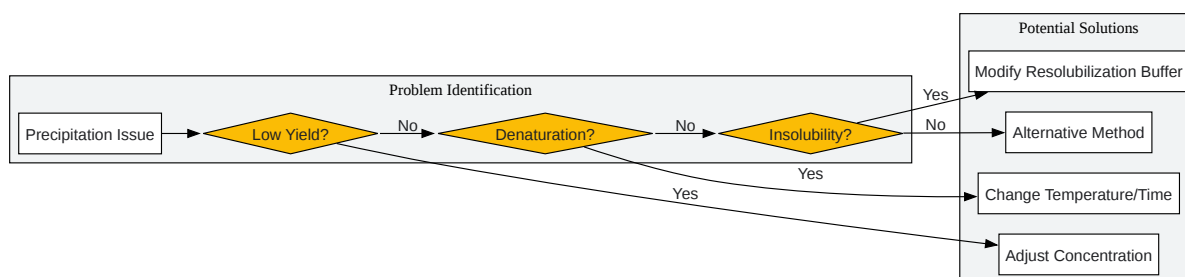 Potential Solutions
Modify Resolubilization Buffer
Problem Identification
Yes
Precipitation Issue
Low Yield?
No
Denaturation?
No
Insolubility?
No
Alternative Method
Yes
Change Temperature/Time
Yes
Adjust Concentration